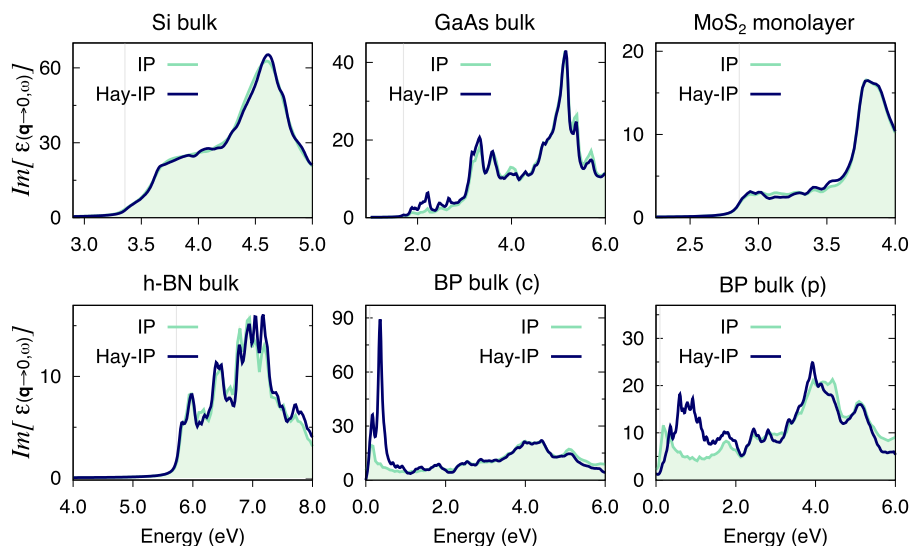 Si bulk
GaAs bulk
MoS₂ monolayer
Im[ ε(q→0,ω)]
60
30
0
IP
Hay-IP
3.0
3.5
4.0
4.5
5.0
40
20
0
IP
Hay-IP
2.0
4.0
6.0
20
10
0
IP
Hay-IP
2.5
3.0
3.5
4.0
h-BN bulk
BP bulk (c)
BP bulk (p)
Im[ ε(q→0,ω)]
10
0
IP
Hay-IP
4.0
5.0
6.0
7.0
8.0
Energy (eV)
90
60
30
0
IP
Hay-IP
0.0
2.0
4.0
6.0
Energy (eV)
30
20
10
0
IP
Hay-IP
0.0
2.0
4.0
6.0
Energy (eV)